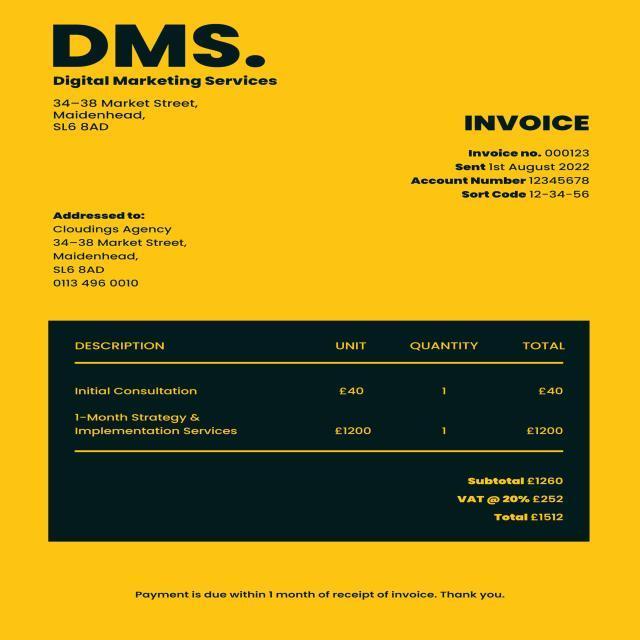 DMS.
Digital Marketing Services
34–38 Market Street,
Maidenhead,
SL6 8AD
INVOICE
Invoice no. 000123
Sent 1st August 2022
Account Number 12345678
Sort Code 12-34-56
Addressed to:
Cloudings Agency
34–38 Market Street,
Maidenhead,
SL6 8AD
0113 496 0010
DESCRIPTION UNIT QUANTITY TOTAL
Initial Consultation £40 1 £40
1-Month Strategy &
Implementation Services £1200 1 £1200
Subtotal £1260
VAT @ 20% £252
Total £1512
Payment is due within 1 month of receipt of invoice. Thank you.